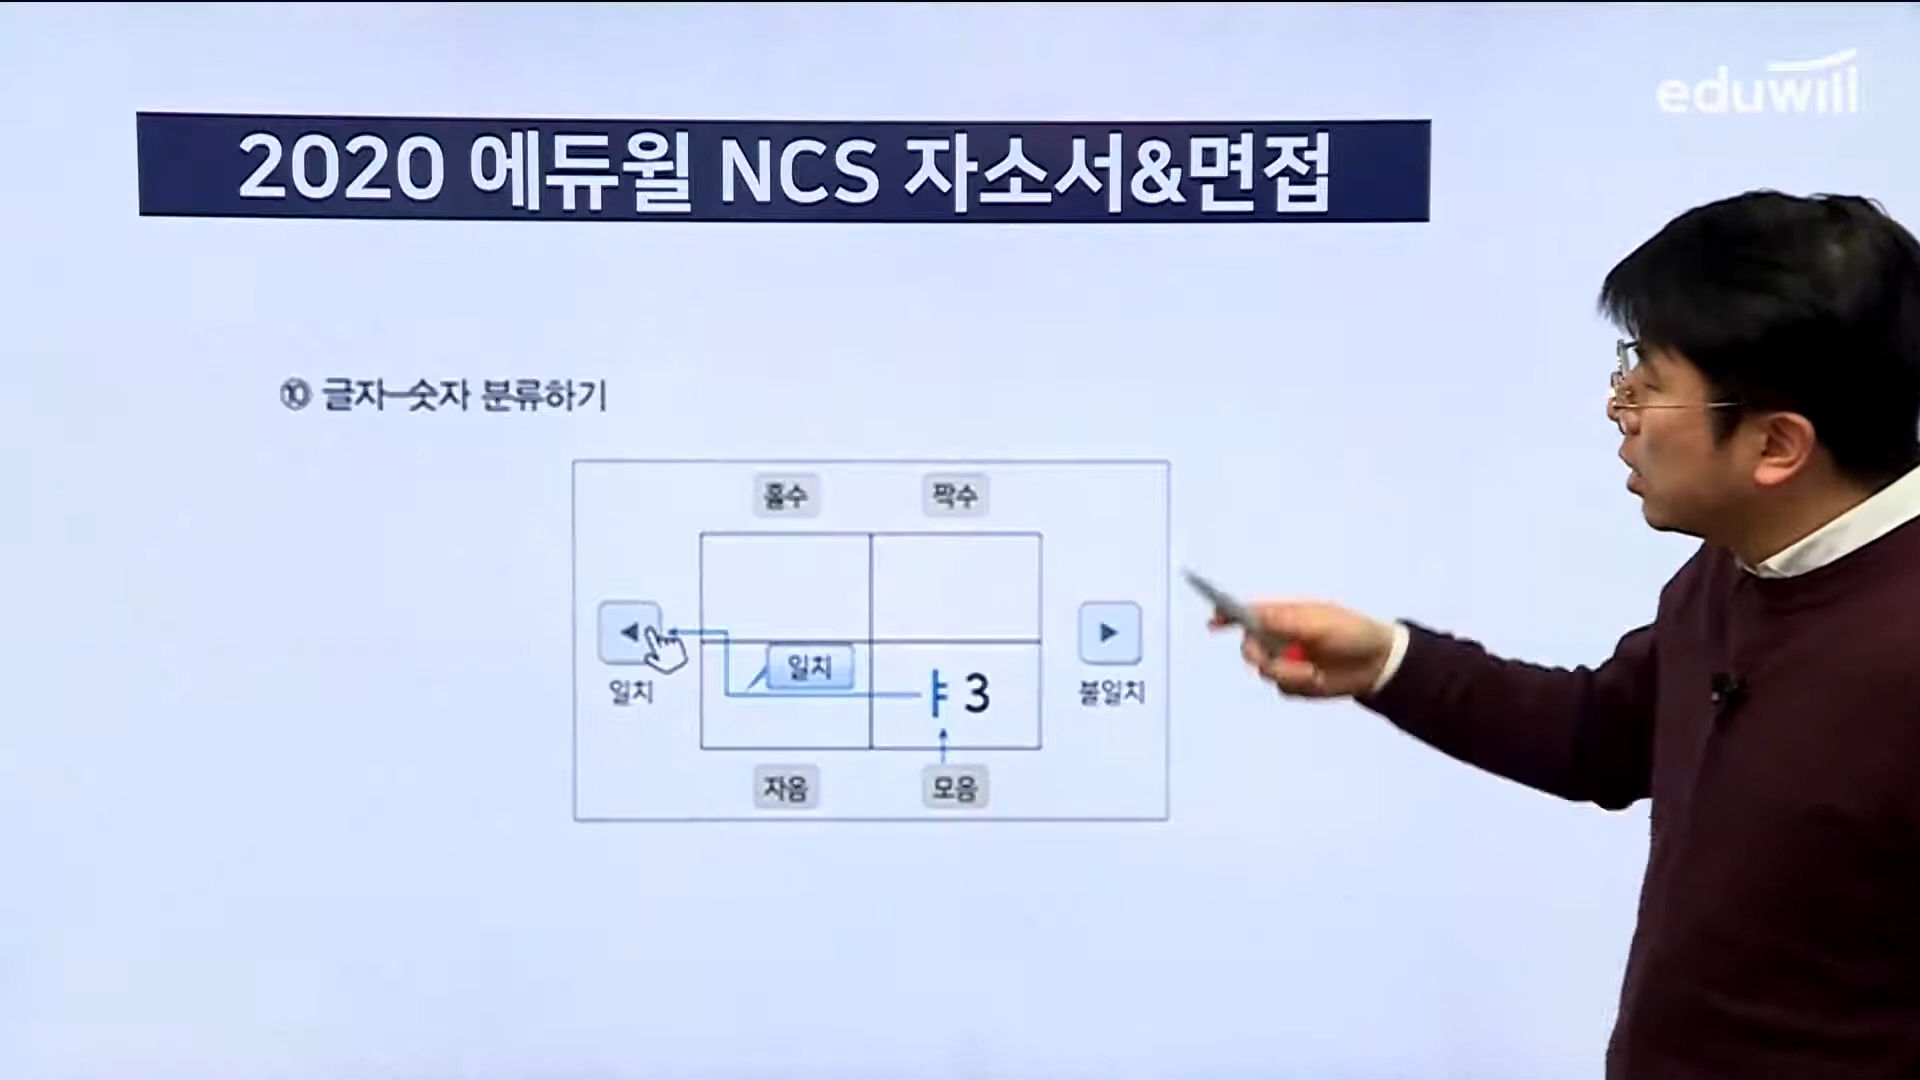 eduwill
2020 에듀윌 NCS 자소서&면접
⑩ 글자-숫자 분류하기
홀수 짝수
◀ 일치 ▶
일치 ㅑ 3 불일치
자음 모음